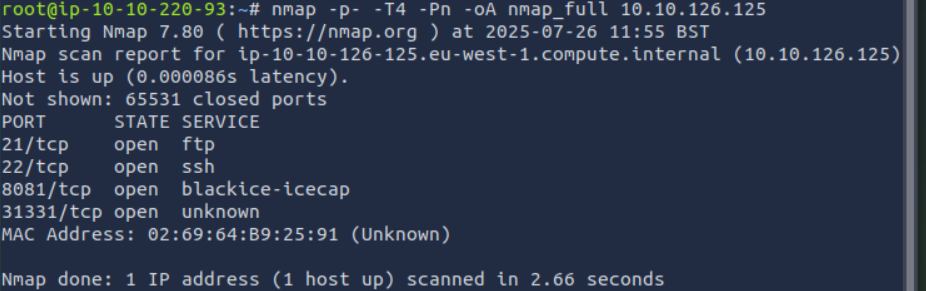 root@ip-10-10-220-93:~# nmap -p- -T4 -Pn -oA nmap_full 10.10.126.125
Starting Nmap 7.80 ( https://nmap.org ) at 2025-07-26 11:55 BST
Nmap scan report for ip-10-10-126-125.eu-west-1.compute.internal (10.10.126.125)
Host is up (0.000086s latency).
Not shown: 65531 closed ports
PORT      STATE SERVICE
21/tcp    open  ftp
22/tcp    open  ssh
8081/tcp  open  blackice-icecap
31331/tcp open  unknown
MAC Address: 02:69:64:B9:25:91 (Unknown)

Nmap done: 1 IP address (1 host up) scanned in 2.66 seconds